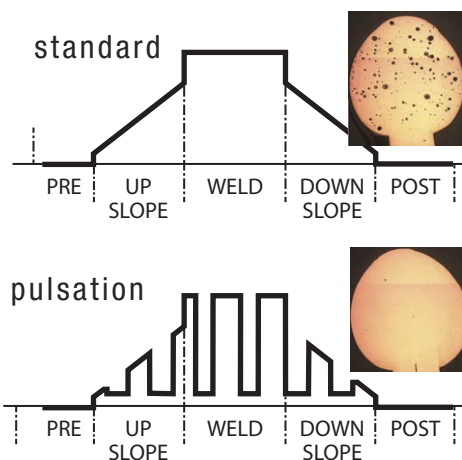 standard
PRE UP WELD DOWN POST
SLOPE SLOPE
pulsation
PRE UP WELD DOWN POST
SLOPE SLOPE